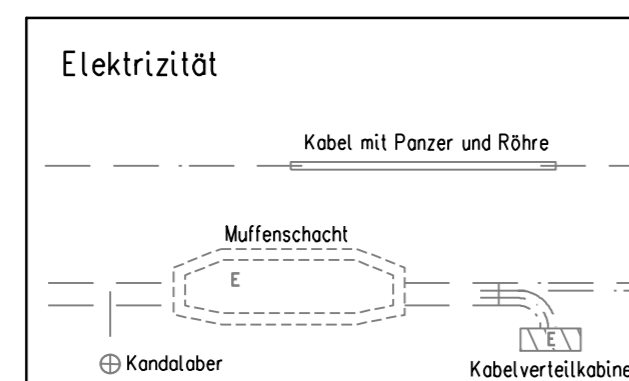 Elektrizität
Kabel mit Panzer und Röhre
Muffenschacht
E
E
Kandalaber
Kabelverteilkabine